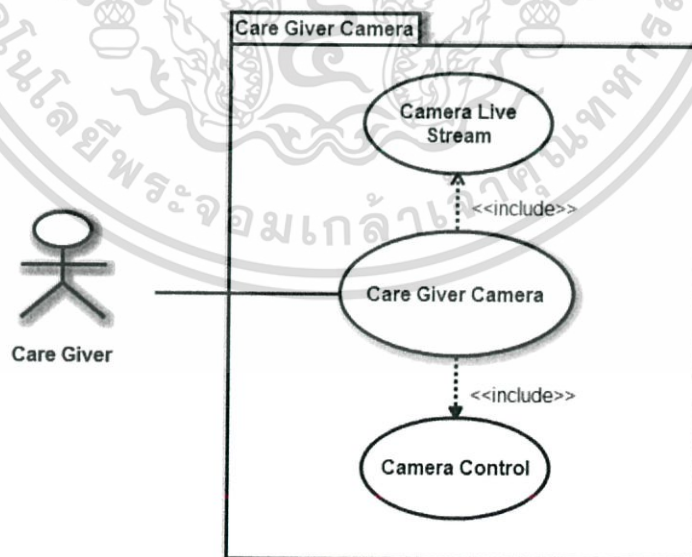 Care Giver Camera
Camera Live
Stream
<<include>>
Care Giver Camera
Care Giver
<<include>>
Camera Control